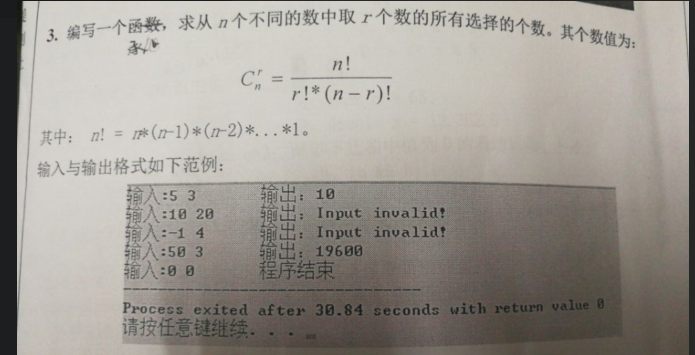 3. 编写一个函数，求从 n 个不同的数中取 r 个数的所有选择的个数。其个数值为：
C_n^r = n! / r!*(n−r)!
其中： n! = n*(n-1)*(n-2)*...*1。
输入与输出格式如下范例：
输入:5 3 输出：10
输入:10 20 输出：Input invalid!
输入:-1 4 输出：Input invalid!
输入:50 3 输出：19600
输入:0 0 程序结束
--------------------------------
Process exited after 30.84 seconds with return value 0
请按任意键继续. . .